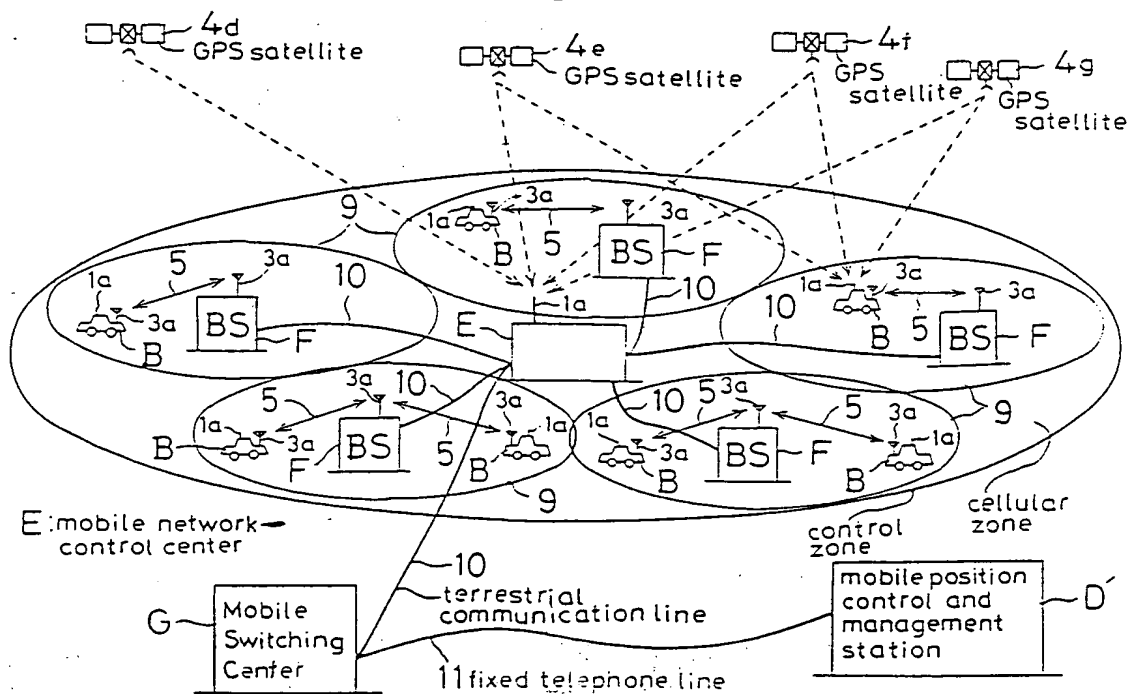 4d
GPS satellite
4e
GPS satellite
4f
GPS
satellite
4g
GPS
satellite
9
1a
3a
B
5
3a
BS
F
10
5
1a
3a
B
3a
BS
F
10
E
1a
1a
3a
B
5
3a
BS
F
10
9
5
1a
3a
B
3a
BS
F
10
5
3a
1a
B
9
10
1a
3a
B
5
3a
BS
F
5
3a
1a
B
E:mobile network
control center
control
zone
cellular
zone
10
terrestrial
communication line
G
Mobile
Switching
Center
11 fixed telephone line
mobile position
control and
management
station
D'